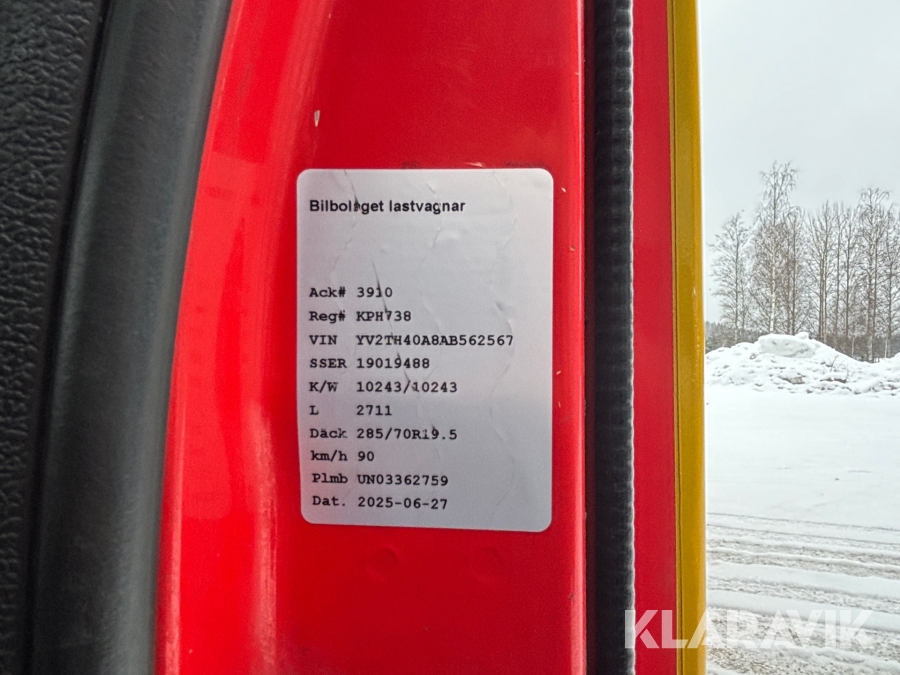 Bilbolaget lastvagnar
Ack# 3910
Reg# KPH738
VIN YV2TH40A8AB562567
SSER 19019488
K/W 10243/10243
L 2711
Däck 285/70R19.5
km/h 90
Plmb UN03362759
Dat. 2025-06-27
KLARAVIK